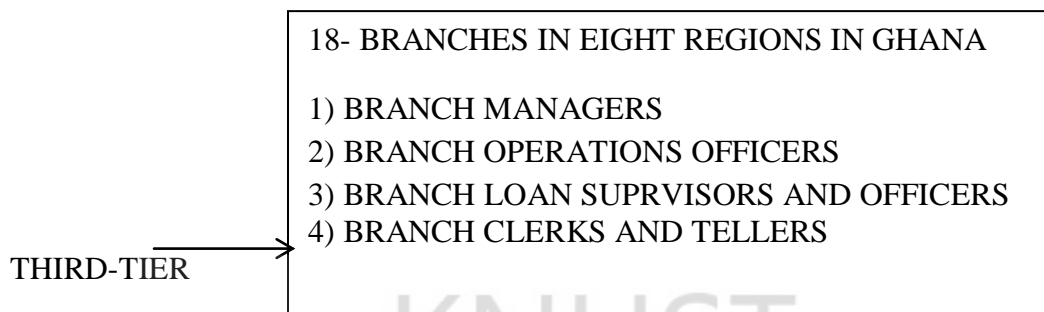 18- BRANCHES IN EIGHT REGIONS IN GHANA
1) BRANCH MANAGERS
2) BRANCH OPERATIONS OFFICERS
3) BRANCH LOAN SUPRVISORS AND OFFICERS
4) BRANCH CLERKS AND TELLERS
THIRD-TIER
KNUST